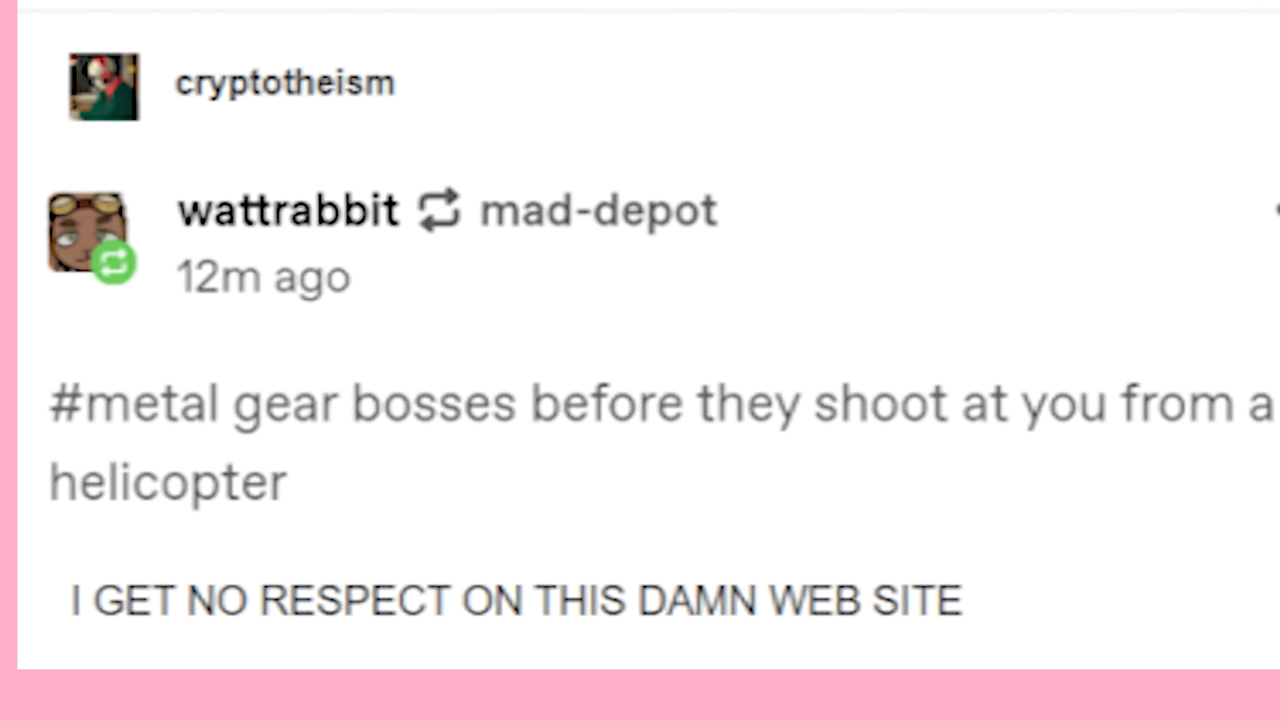 cryptotheism
wattrabbit mad-depot
12m ago
#metal gear bosses before they shoot at you from a
helicopter
I GET NO RESPECT ON THIS DAMN WEB SITE